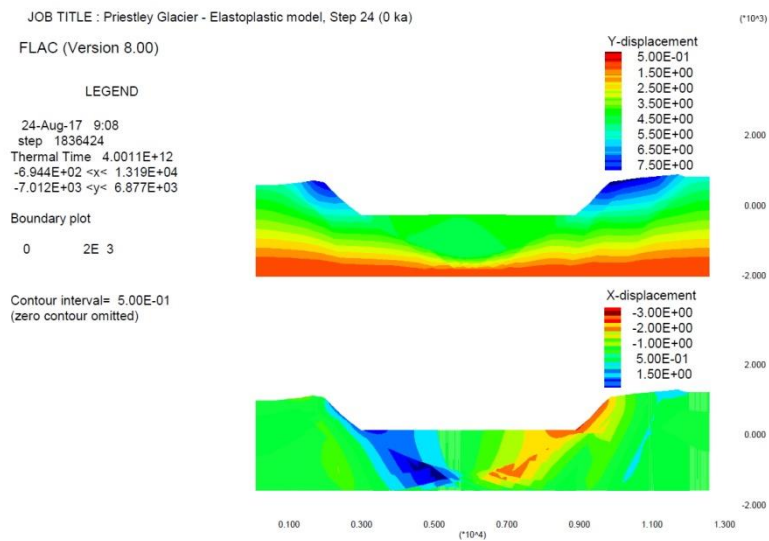 JOB TITLE : Priestley Glacier - Elastoplastic model, Step 24 (0 ka)
(*10^3)
FLAC (Version 8.00)
LEGEND
24-Aug-17 9:08
step 1836424
Thermal Time 4.0011E+12
-6.944E+02 <x< 1.319E+04
-7.012E+03 <y< 6.877E+03
Boundary plot
0 2E 3
Contour interval= 5.00E-01
(zero contour omitted)
Y-displacement
5.00E-01
1.50E+00
2.50E+00
3.50E+00
4.50E+00
5.50E+00
6.50E+00
7.50E+00
2.000
0.000
-2.000
X-displacement
-3.00E+00
-2.00E+00
-1.00E+00
5.00E-01
1.50E+00
2.000
0.000
-2.000
0.100 0.300 0.500 0.700 0.900 1.100 1.300
(*10^4)